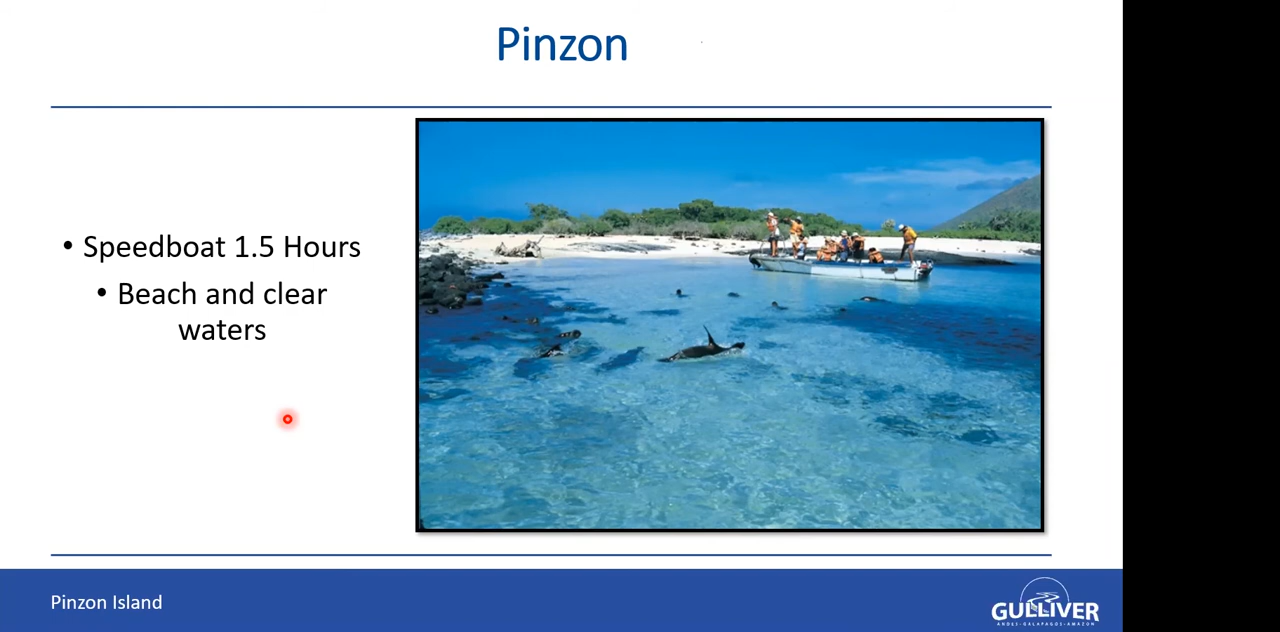 Pinzon
• Speedboat 1.5 Hours
• Beach and clear
waters
Pinzon Island
GULLIVER
ANDES-GALAPAGOS-AMAZON